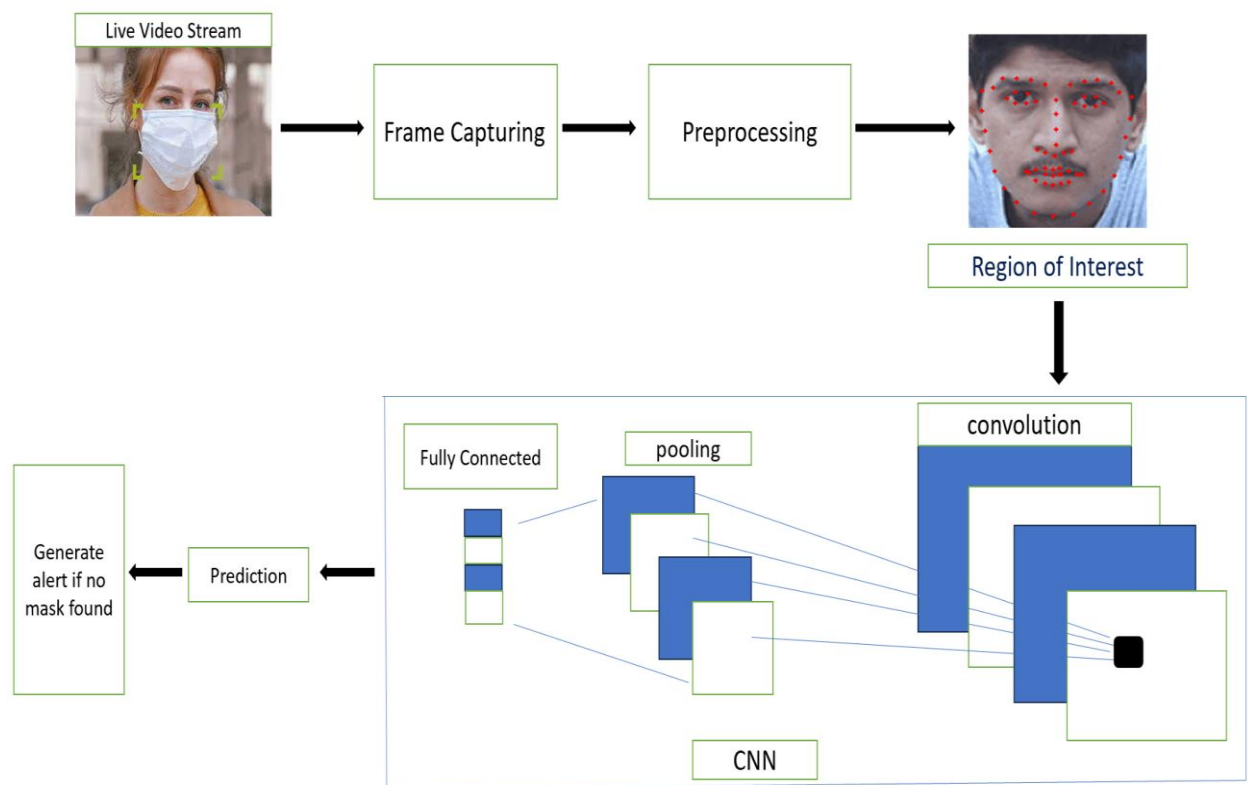 Live Video Stream
Frame Capturing
Preprocessing
Region of Interest
convolution
pooling
Fully Connected
CNN
Prediction
Generate
alert if no
mask found